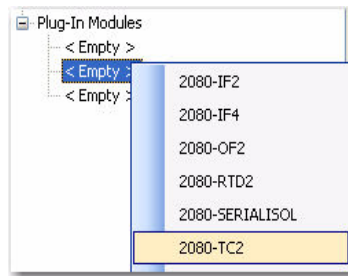 Plug-In Modules
< Empty >
< Empty >
< Empty >
2080-IF2
2080-IF4
2080-OF2
2080-RTD2
2080-SERIALISOL
2080-TC2